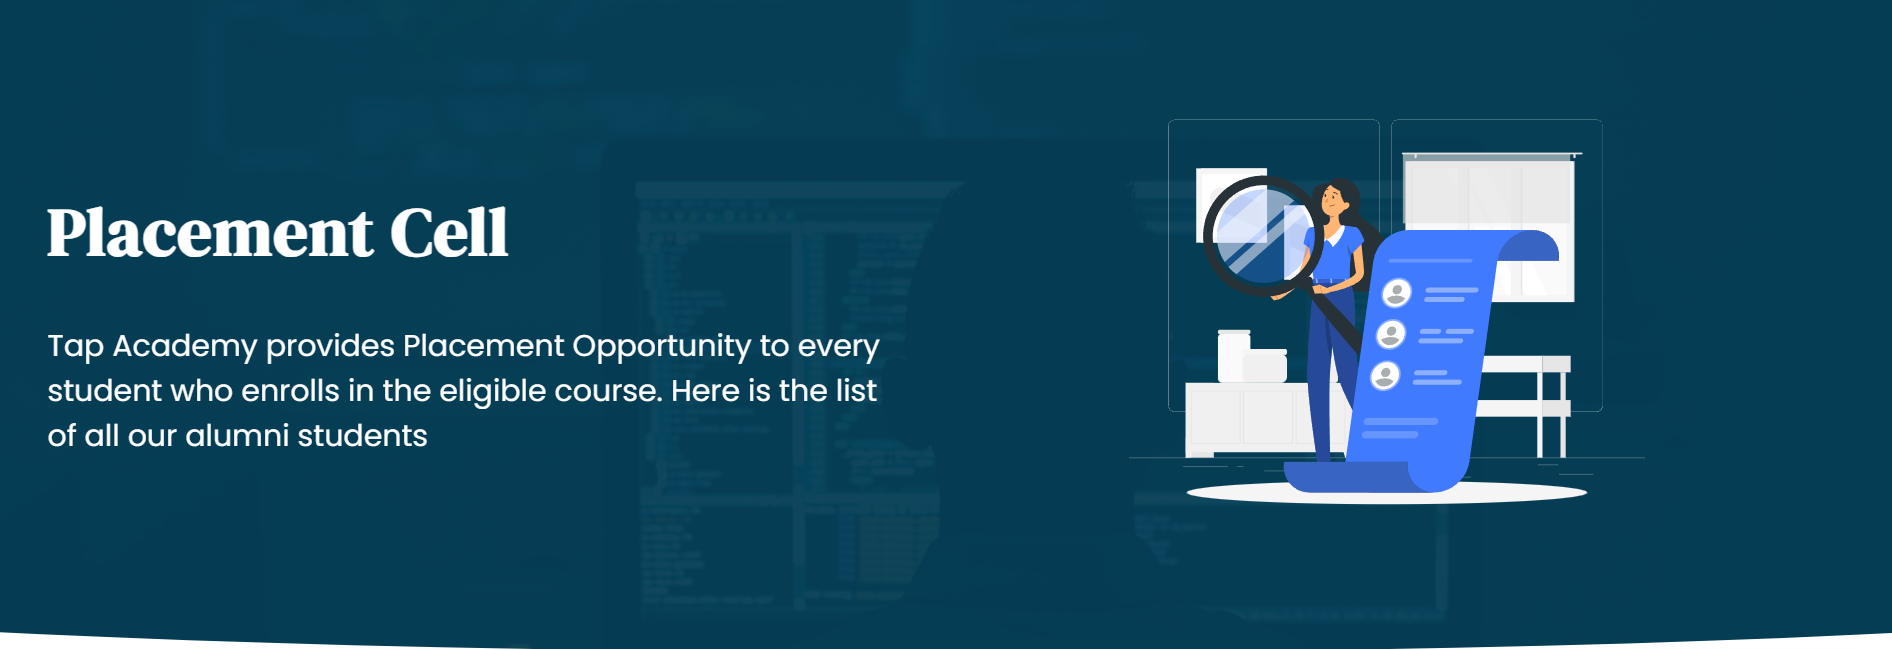 Placement Cell
Tap Academy provides Placement Opportunity to every
student who enrolls in the eligible course. Here is the list
of all our alumni students